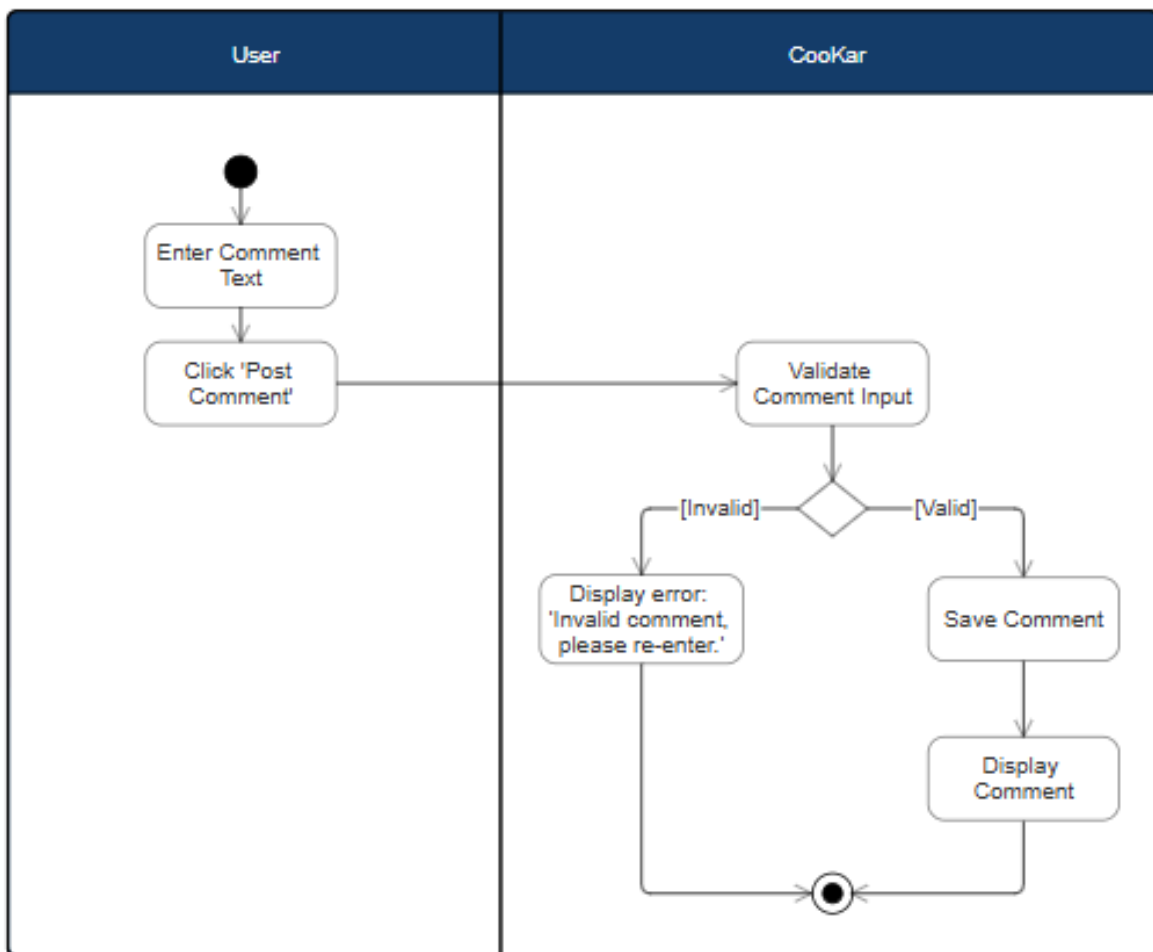 User
CooKar
Enter Comment
Text
Click 'Post
Comment'
Validate
Comment Input
[Invalid]
[Valid]
Display error:
'Invalid comment,
please re-enter.'
Save Comment
Display
Comment